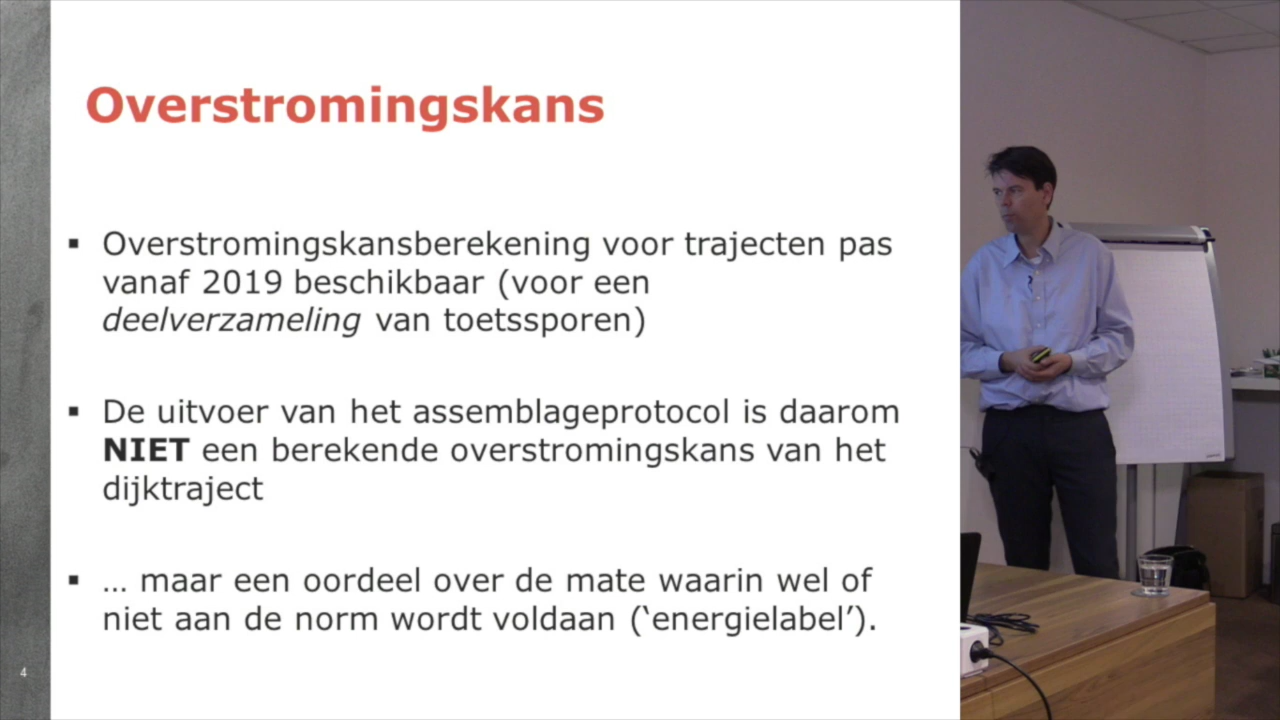 Overstromingskans
▪ Overstromingskansberekening voor trajecten pas
vanaf 2019 beschikbaar (voor een
deelverzameling van toetssporen)
▪ De uitvoer van het assemblageprotocol is daarom
NIET een berekende overstromingskans van het
dijktraject
▪ … maar een oordeel over de mate waarin wel of
niet aan de norm wordt voldaan (‘energielabel’).
4